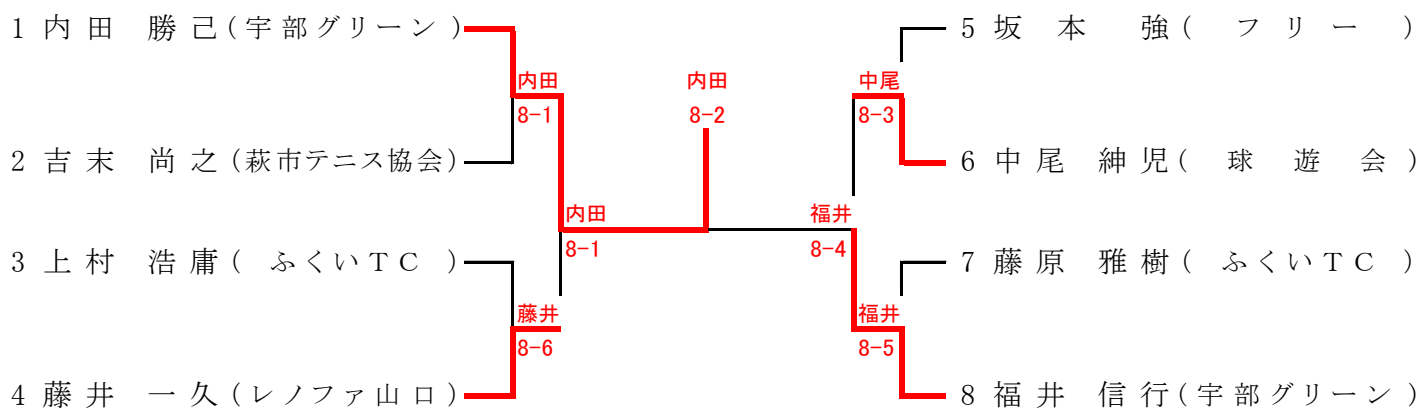 1 内田 勝己(宇部グリーン)
2 吉末 尚之(萩市テニス協会)
3 上村 浩庸( ふくいTC )
4 藤井 一久(レノファ山口)
内田
8-1
藤井
8-6
内田
8-1
内田
8-2
福井
8-4
中尾
8-3
福井
8-5
5 坂本 強( フリー )
6 中尾 紳児( 球遊会 )
7 藤原 雅樹( ふくいTC )
8 福井 信行(宇部グリーン)